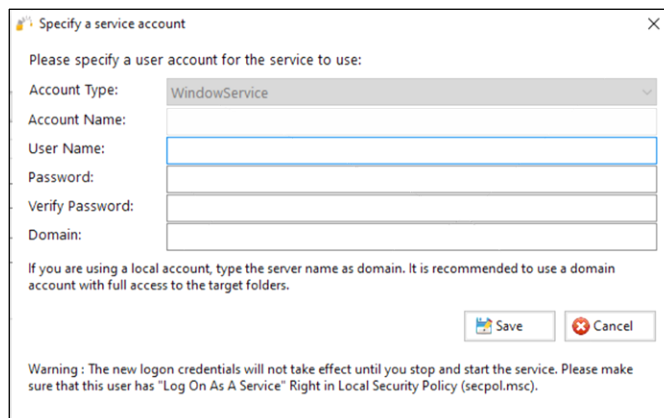 Specify a service account
Please specify a user account for the service to use:
Account Type:
WindowService
Account Name:
User Name:
Password:
Verify Password:
Domain:
If you are using a local account, type the server name as domain. It is recommended to use a domain
account with full access to the target folders.
Save
Cancel
Warning : The new logon credentials will not take effect until you stop and start the service. Please make
sure that this user has "Log On As A Service" Right in Local Security Policy (secpol.msc).